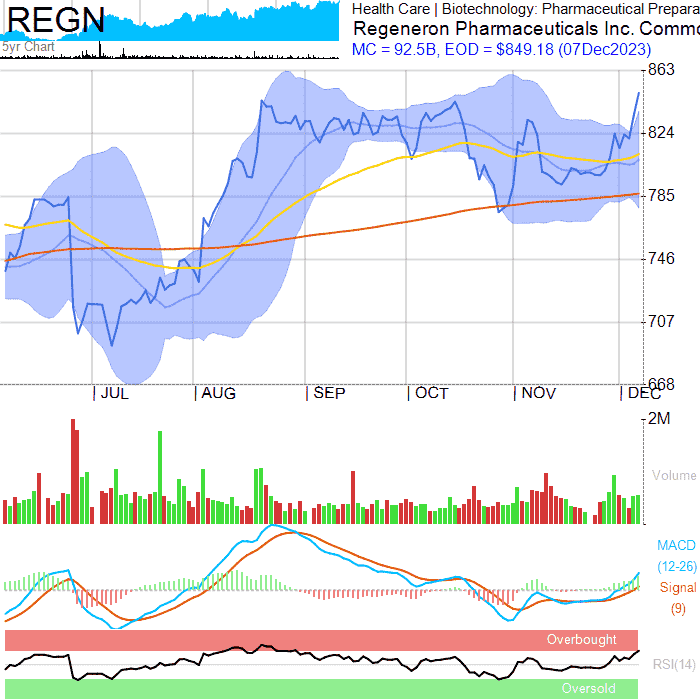 REGN
5yr Chart
Health Care | Biotechnology: Pharmaceutical Prepara
Regeneron Pharmaceuticals Inc. Commo
MC = 92.5B, EOD = $849.18 (07Dec2023)
863
824
785
746
707
668
JUL
AUG
SEP
OCT
NOV
DEC
2M
Volume
MACD
(12-26)
Signal
(9)
Overbought
RSI(14)
Oversold